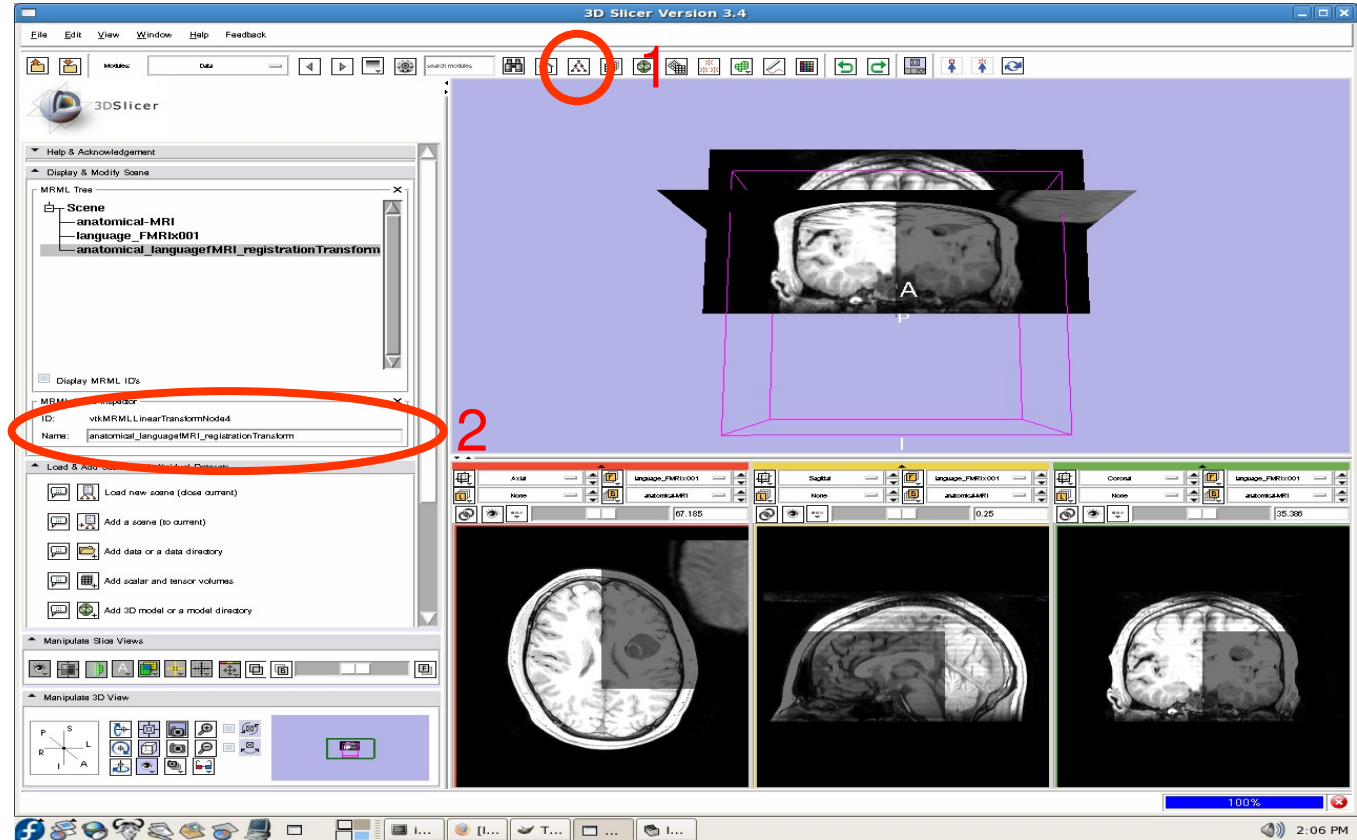 3D Slicer Version 3.4
File Edit View Window Help Feedback
Modules: Data search modules
1
3DSlicer
Help & Acknowledgement
Display & Modify Scene
MRML Tree
Scene
anatomical-MRI
language_FMRIx001
anatomical_languagefMRI_registrationTransform
Display MRML ID's
ID: vtkMRMLLinearTransformNode4
Name: anatomical_languagefMRI_registrationTransform
2
Load & Add
Load new scene (close current)
Add a scene (to current)
Add data or a data directory
Add scalar and tensor volumes
Add 3D model or a model directory
Manipulate Slice Views
Manipulate 3D View
P S L R I A
A
P
I
Axial language_FMRIx001
None anatomical-MRI
67.185
Sagittal language_FMRIx001
None anatomical-MRI
0.25
Coronal language_FMRIx001
None anatomical-MRI
35.386
100%
i... [I... T... ... I...
2:06 PM